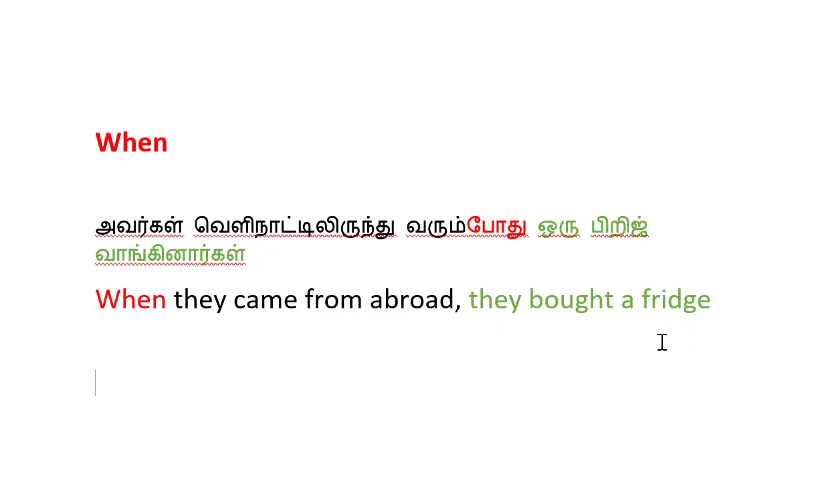 When
அவர்கள் வெளிநாட்டிலிருந்து வரும்போது ஒரு பிறிஜ்
வாங்கினார்கள்
When they came from abroad, they bought a fridge